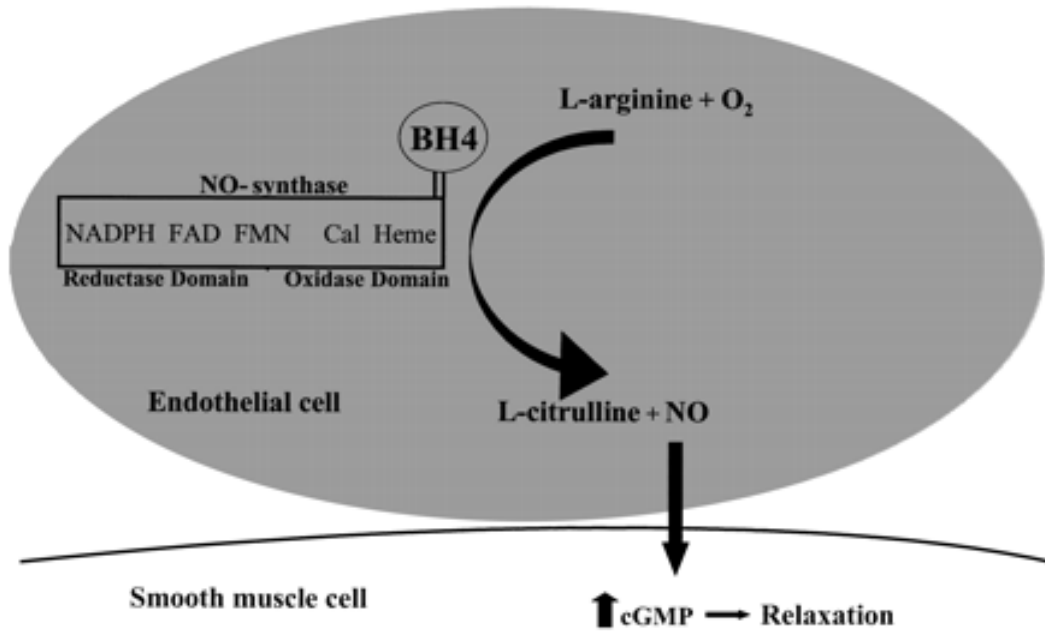 L-arginine + O₂
BH4
NO- synthase
NADPH FAD FMN Cal Heme
Reductase Domain Oxidase Domain
Endothelial cell
L-citrulline + NO
Smooth muscle cell
cGMP Relaxation